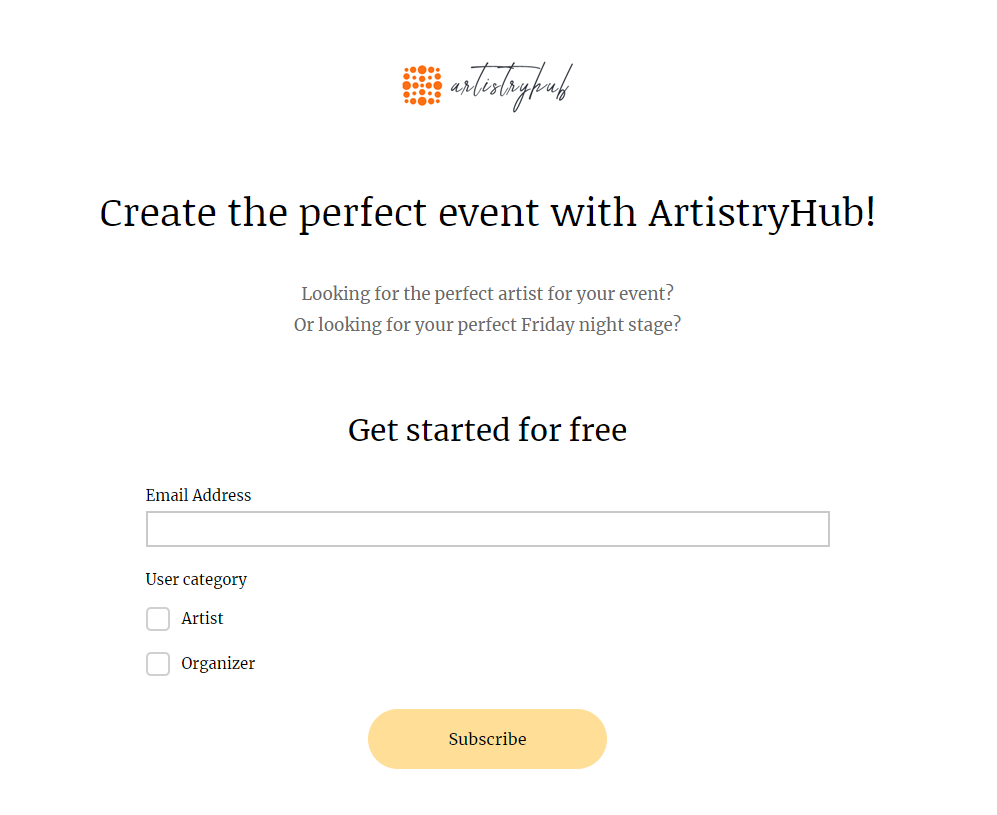 artistryhub
Create the perfect event with ArtistryHub!
Looking for the perfect artist for your event?
Or looking for your perfect Friday night stage?
Get started for free
Email Address
User category
Artist
Organizer
Subscribe